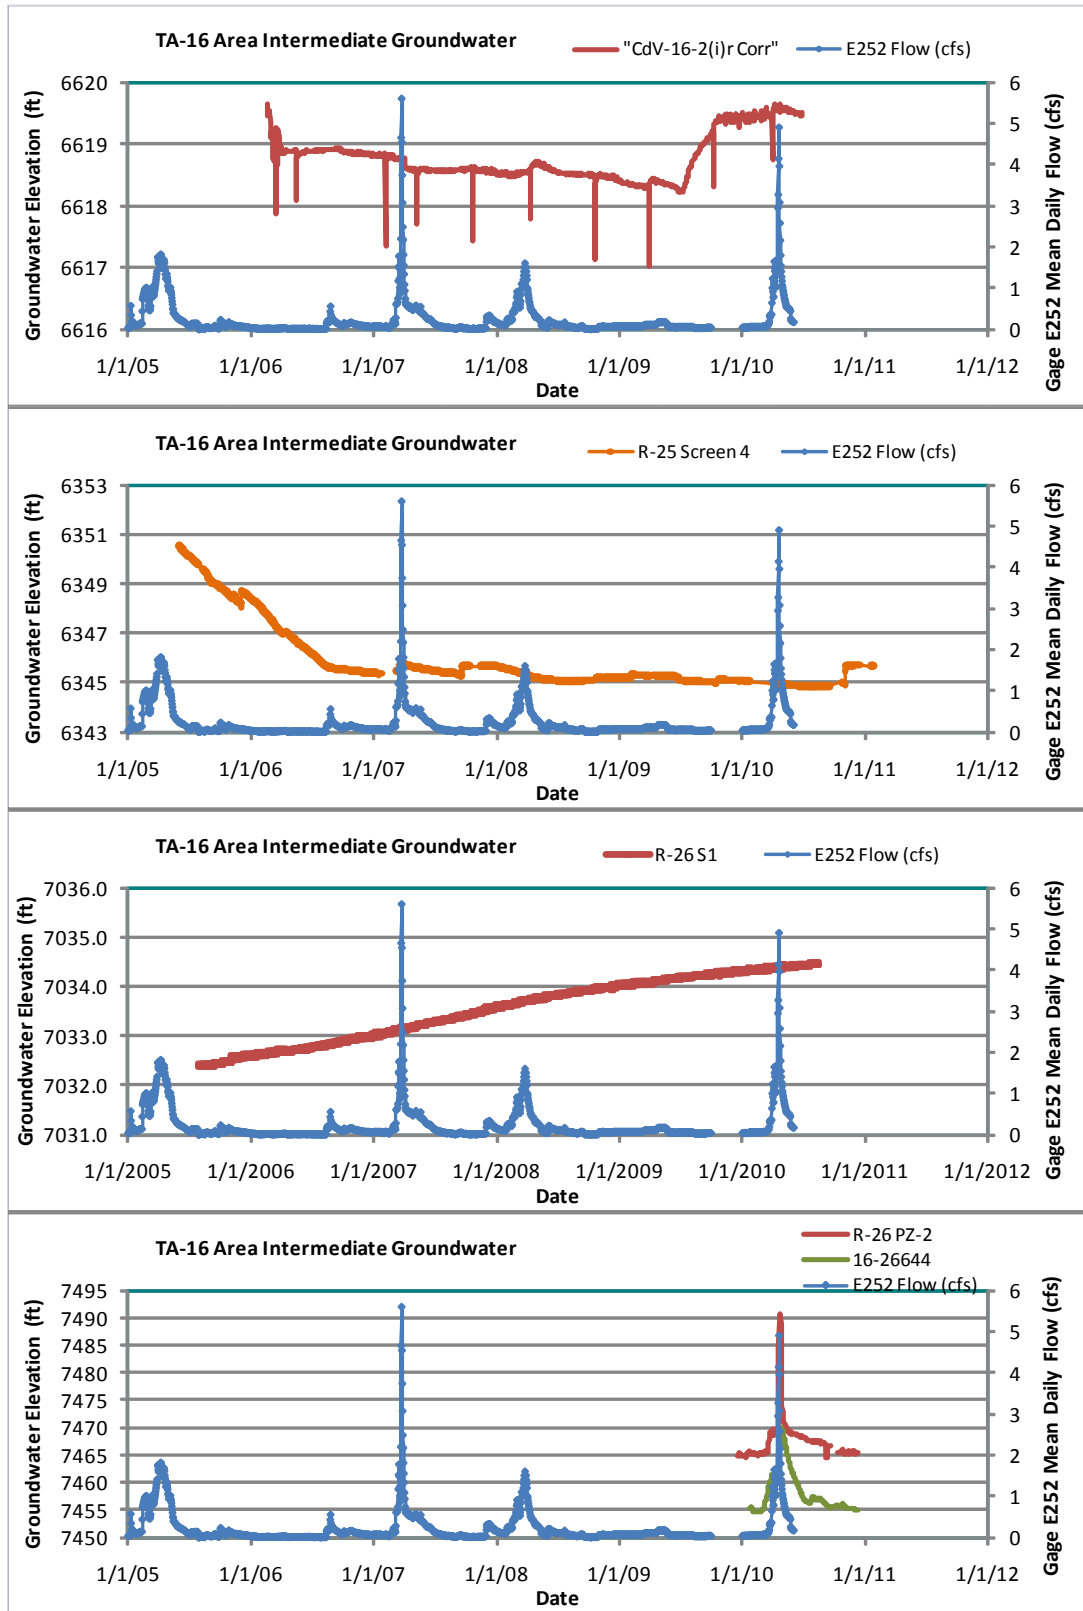 TA-16 Area Intermediate Groundwater
"CdV-16-2(i)r Corr" E252 Flow (cfs)
Groundwater Elevation (ft)
6620
6619
6618
6617
6616
6
5
4
3
2
1
0
Gage E252 Mean Daily Flow (cfs)
1/1/05 1/1/06 1/1/07 1/1/08 1/1/09 1/1/10 1/1/11 1/1/12
Date
TA-16 Area Intermediate Groundwater
R-25 Screen 4 E252 Flow (cfs)
Groundwater Elevation (ft)
6353
6351
6349
6347
6345
6343
6
5
4
3
2
1
0
Gage E252 Mean Daily Flow (cfs)
1/1/05 1/1/06 1/1/07 1/1/08 1/1/09 1/1/10 1/1/11 1/1/12
Date
TA-16 Area Intermediate Groundwater
R-26 S1 E252 Flow (cfs)
Groundwater Elevation (ft)
7036.0
7035.0
7034.0
7033.0
7032.0
7031.0
6
5
4
3
2
1
0
Gage E252 Mean Daily Flow (cfs)
1/1/2005 1/1/2006 1/1/2007 1/1/2008 1/1/2009 1/1/2010 1/1/2011 1/1/2012
Date
TA-16 Area Intermediate Groundwater
R-26 PZ-2
16-26644
E252 Flow (cfs)
Groundwater Elevation (ft)
7495
7490
7485
7480
7475
7470
7465
7460
7455
7450
6
5
4
3
2
1
0
Gage E252 Mean Daily Flow (cfs)
1/1/05 1/1/06 1/1/07 1/1/08 1/1/09 1/1/10 1/1/11 1/1/12
Date